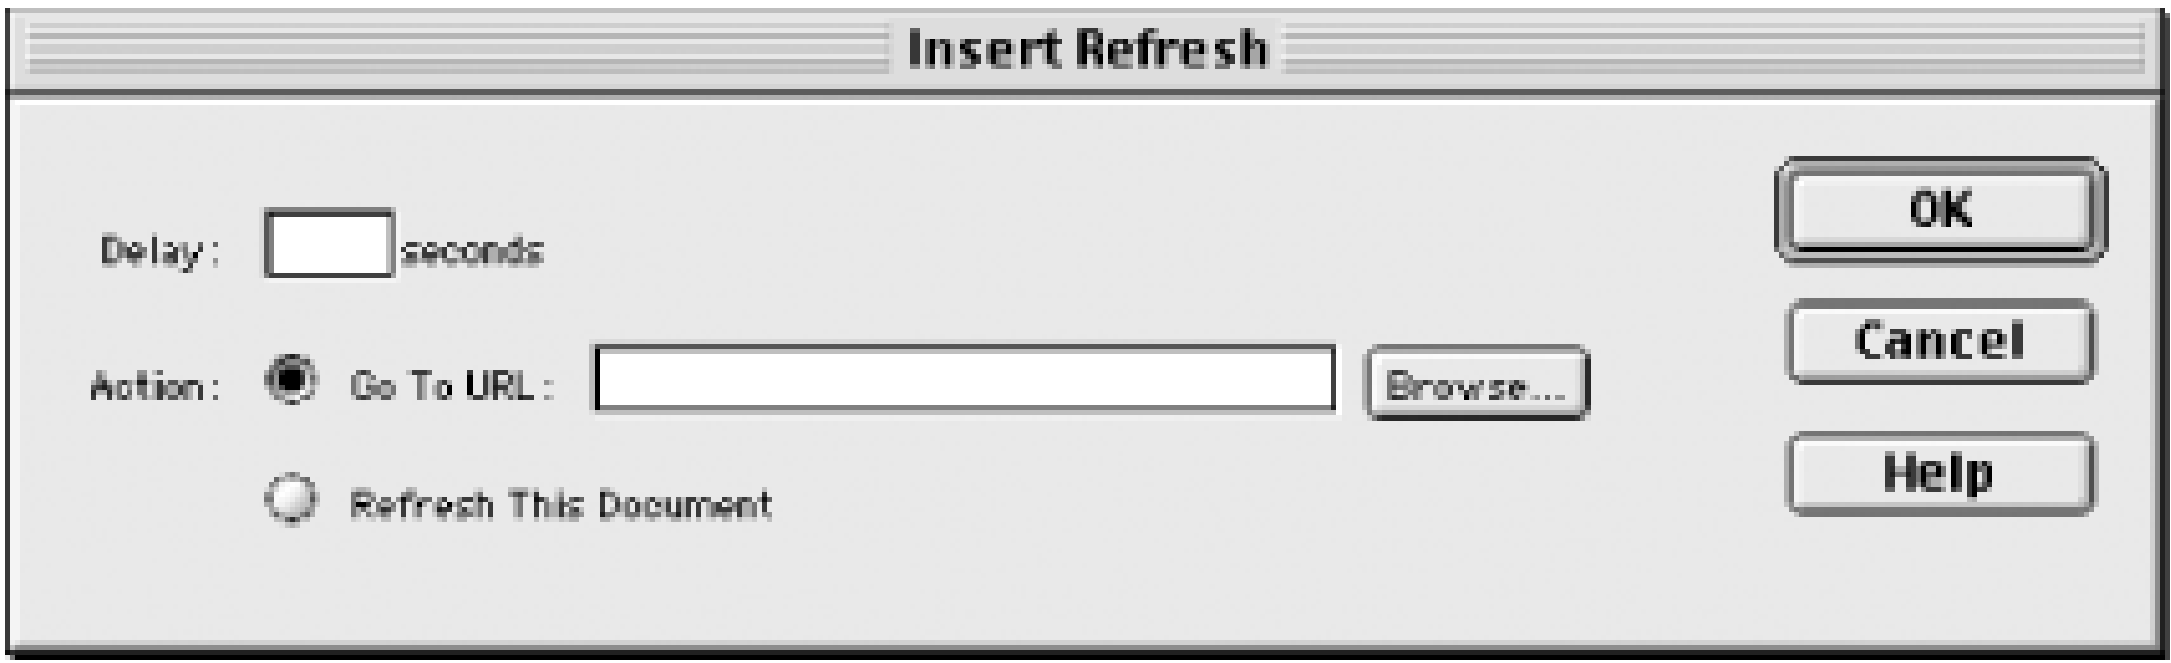 Insert Refresh
Delay: seconds
OK
Action: Go To URL: Browse...
Cancel
Refresh This Document
Help